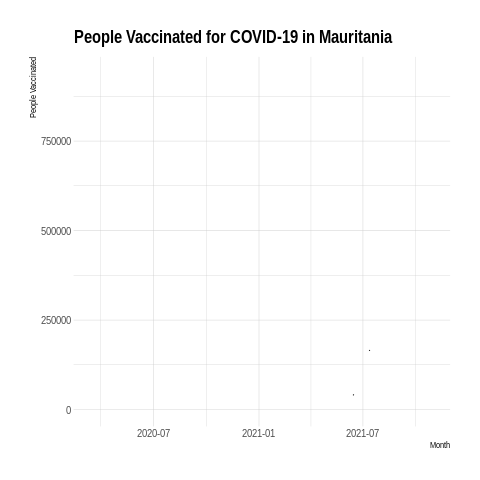 People Vaccinated for COVID-19 in Mauritania
People Vaccinated
750000
500000
250000
0
2020-07
2021-01
2021-07
Month